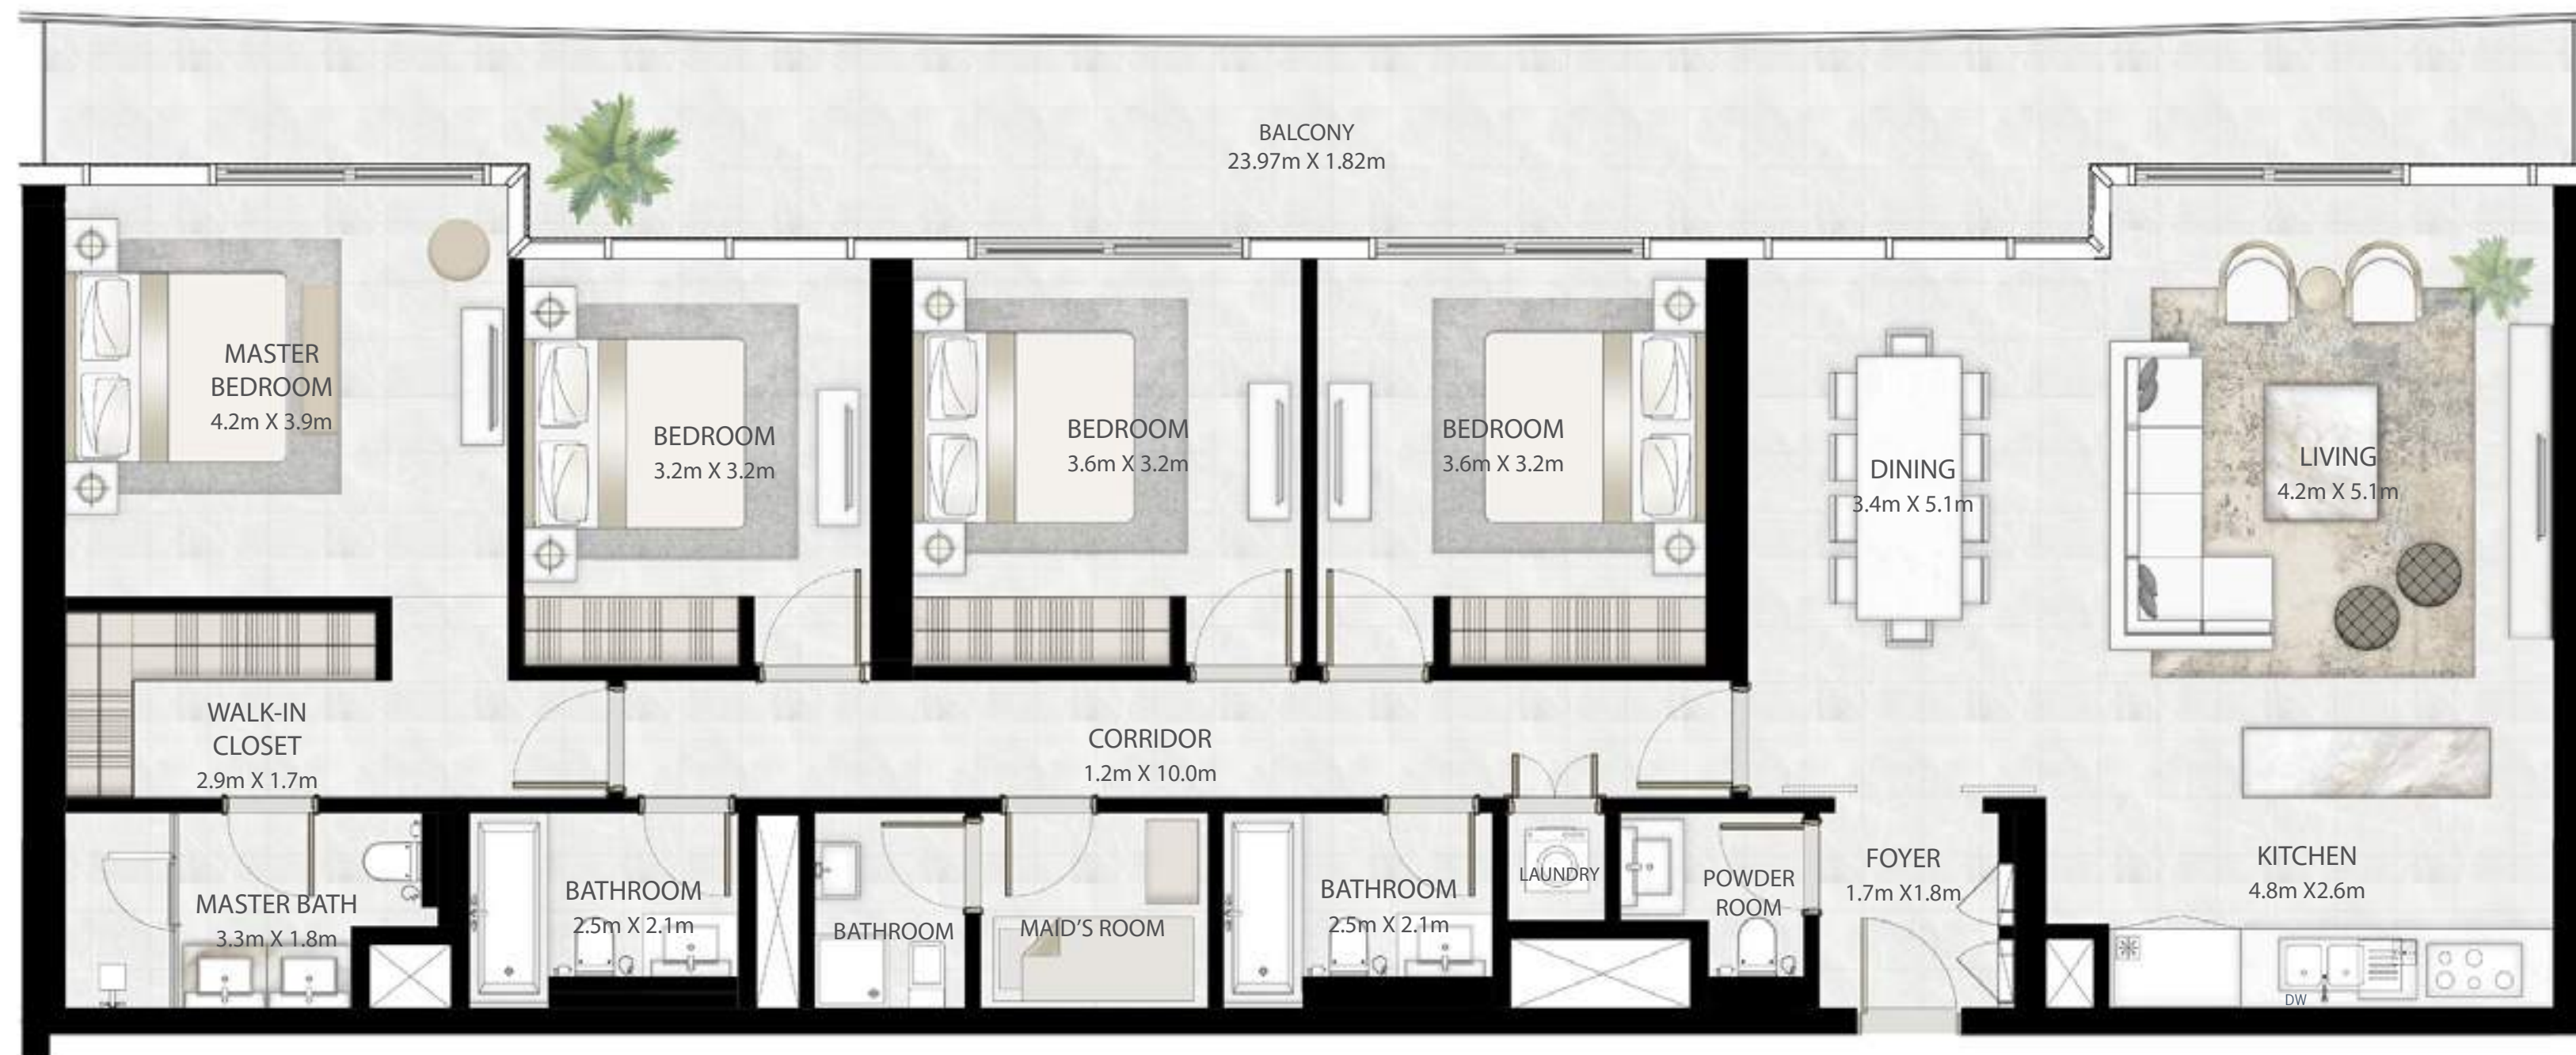 BALCONY
23.97m X 1.82m
MASTER
BEDROOM
4.2m X 3.9m
BEDROOM
3.2m X 3.2m
BEDROOM
3.6m X 3.2m
BEDROOM
3.6m X 3.2m
DINING
3.4m X 5.1m
LIVING
4.2m X 5.1m
WALK-IN
CLOSET
2.9m X 1.7m
CORRIDOR
1.2m X 10.0m
MASTER BATH
3.3m X 1.8m
BATHROOM
2.5m X 2.1m
BATHROOM
MAID'S ROOM
BATHROOM
2.5m X 2.1m
LAUNDRY
POWDER
ROOM
FOYER
1.7m X1.8m
KITCHEN
4.8m X2.6m
DW